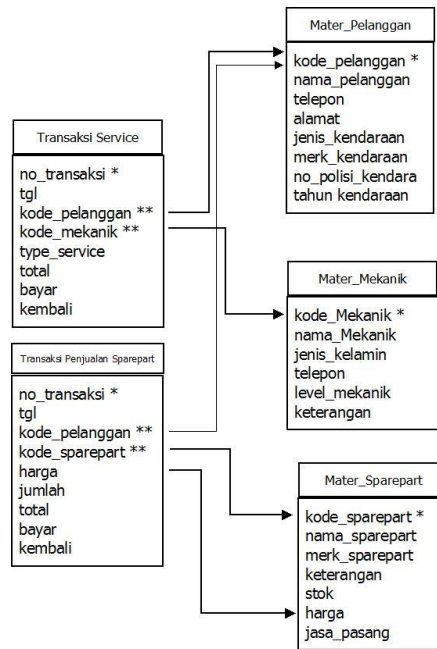 Mater_Pelanggan
kode_pelanggan *
nama_pelanggan
telepon
alamat
jenis_kendaraan
merk_kendaraan
no_polisi_kendara
tahun kendaraan
Transaksi Service
no_transaksi *
tgl
kode_pelanggan **
kode_mekanik **
type_service
total
bayar
kembali
Mater_Mekanik
kode_Mekanik *
nama_Mekanik
jenis_kelamin
telepon
level_mekanik
keterangan
Transaksi Penjualan Sparepart
no_transaksi *
tgl
kode_pelanggan **
kode_sparepart **
harga
jumlah
total
bayar
kembali
Mater_Sparepart
kode_sparepart *
nama_sparepart
merk_sparepart
keterangan
stok
harga
jasa_pasang